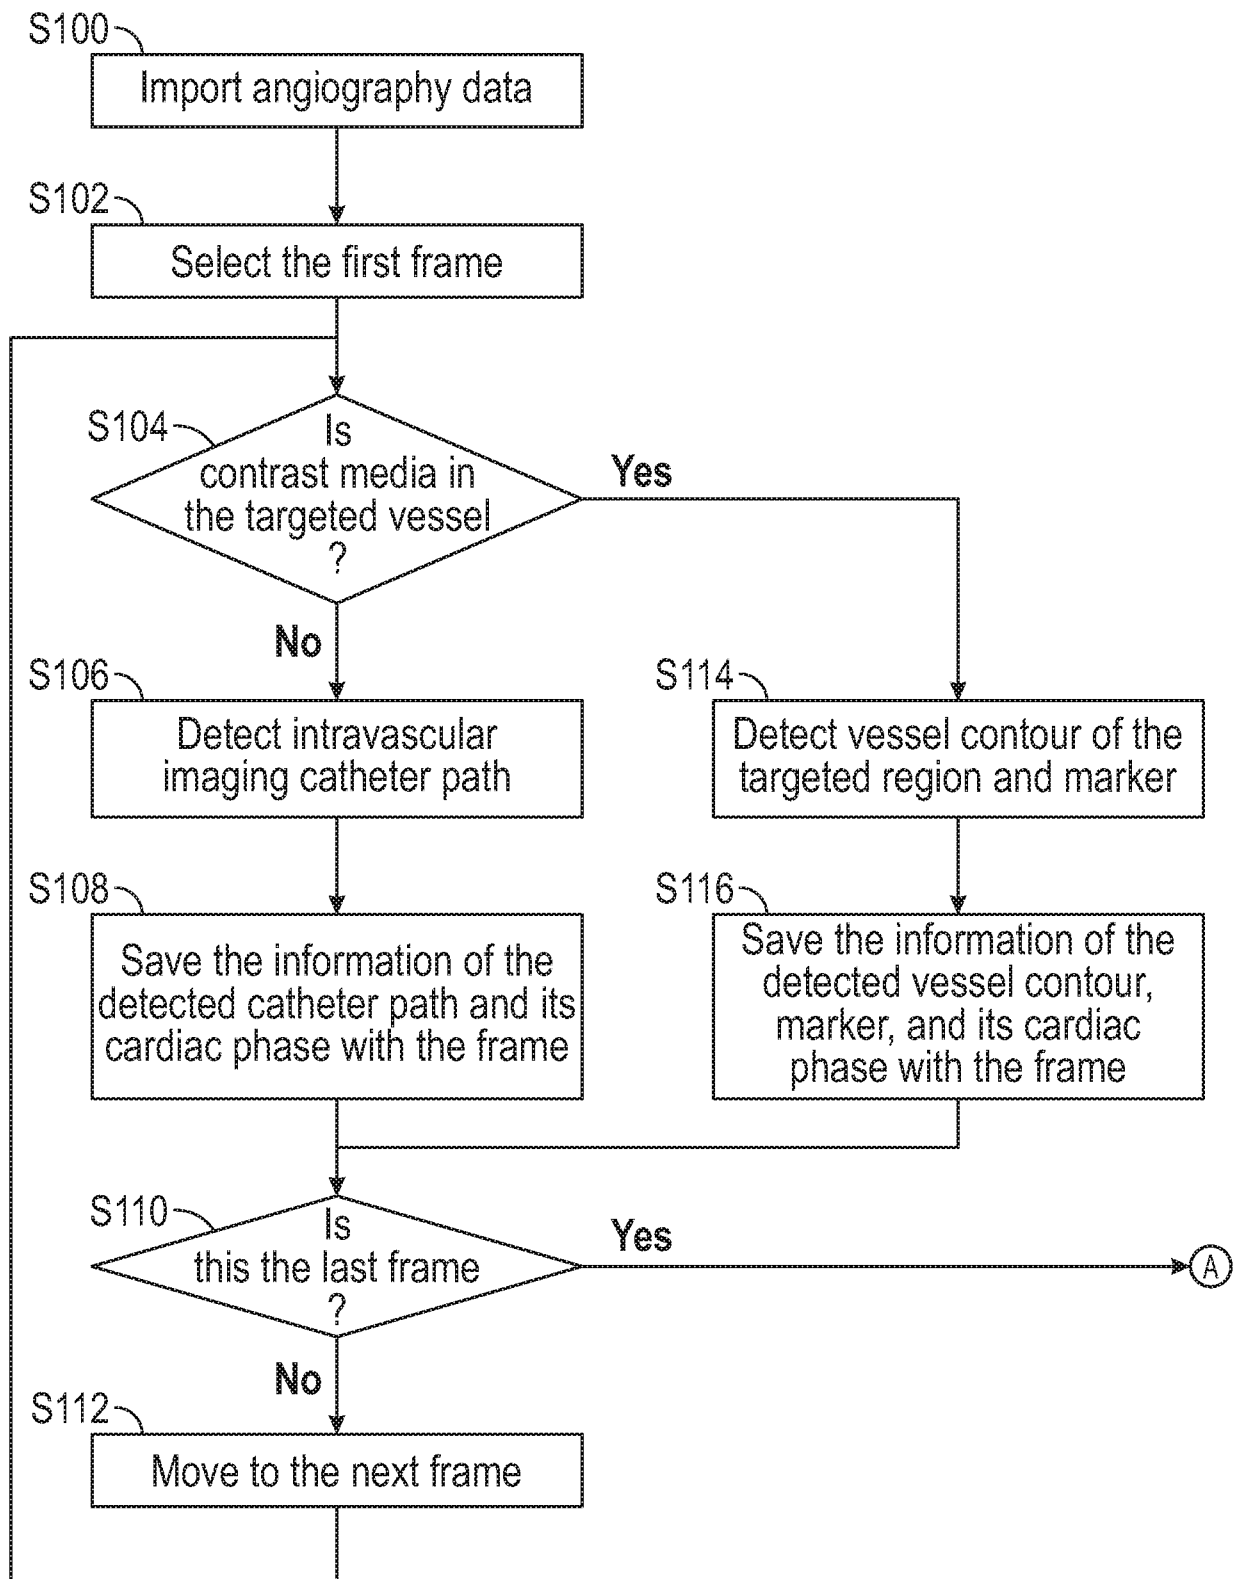 S100
Import angiography data
S102
Select the first frame
S104
Is
contrast media in
the targeted vessel
?
Yes
No
S106
Detect intravascular
imaging catheter path
S114
Detect vessel contour of the
targeted region and marker
S108
Save the information of the
detected catheter path and its
cardiac phase with the frame
S116
Save the information of the
detected vessel contour,
marker, and its cardiac
phase with the frame
S110
Is
this the last frame
?
Yes
A
No
S112
Move to the next frame